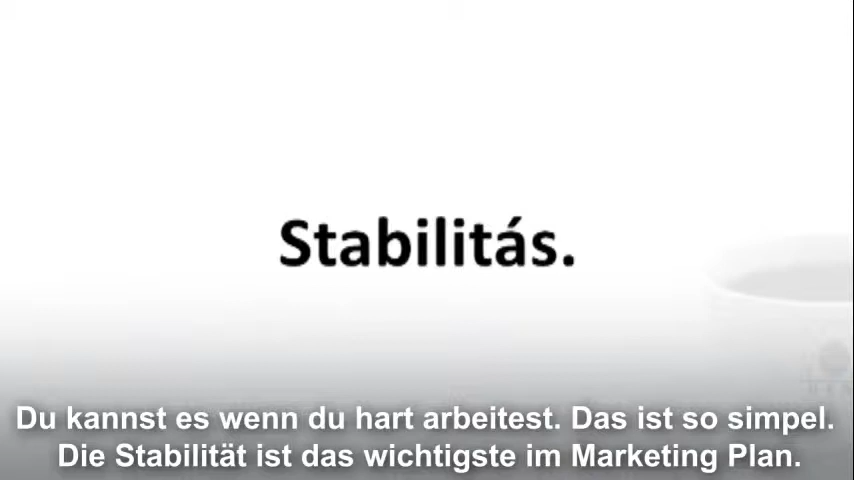 Stabilitás.
Du kannst es wenn du hart arbeitest. Das ist so simpel.
Die Stabilität ist das wichtigste im Marketing Plan.